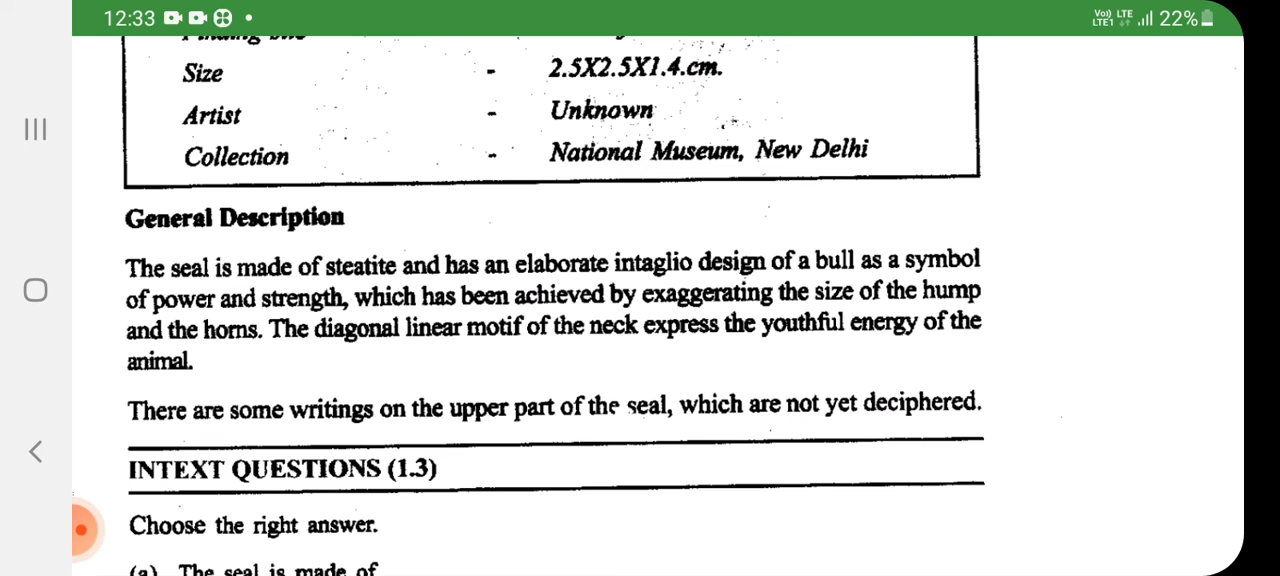 12:33
Vo) LTE
LTE1 22%
Size - 2.5X2.5X1.4.cm.
Artist - Unknown
Collection - National Museum, New Delhi
General Description
The seal is made of steatite and has an elaborate intaglio design of a bull as a symbol
of power and strength, which has been achieved by exaggerating the size of the hump
and the horns. The diagonal linear motif of the neck express the youthful energy of the
animal.
There are some writings on the upper part of the seal, which are not yet deciphered.
INTEXT QUESTIONS (1.3)
Choose the right answer.
(a) The seal is made of